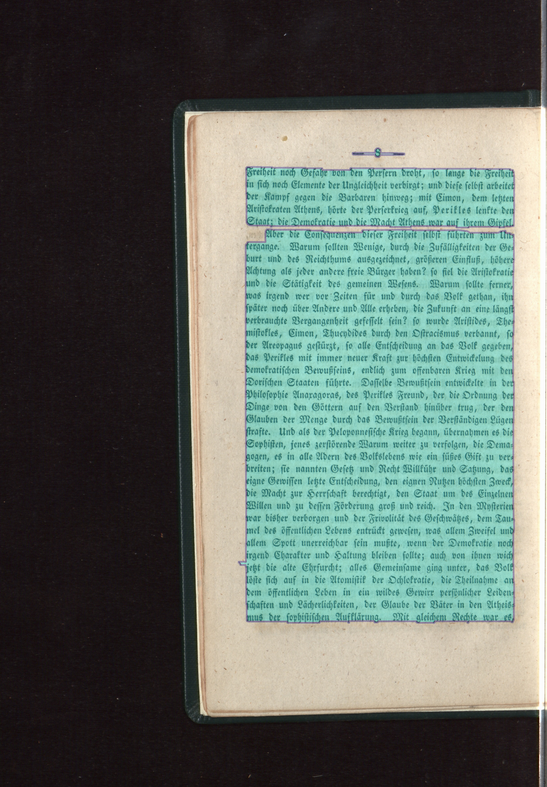 8
Freiheit noch Gefahr von den Persern droht, so lange die Freiheit
in sich noch Elemente der Ungleichheit verbirgt; und diese selbst arbeitet
der Kampf gegen die Barbaren hinweg; mit Cimon, dem letzten
Aristokraten Athens, hörte der Perserkrieg auf, Perikles lenkte den
Staat; die Demokratie und die Macht Athens war auf ihrem Gipfel.
Aber die Consequenzen dieser Freiheit selbst führten zum Un-
tergange. Warum sollten Wenige, durch die Zufälligkeiten der Ge-
burt und des Reichthums ausgezeichnet, größeren Einfluß, höhere
Achtung als jeder andere freie Bürger haben? so fiel die Aristokratie
und die Stätigkeit des gemeinen Wesens. Warum sollte ferner,
was irgend wer vor Zeiten für und durch das Volk gethan, ihn
später noch über Andere und Alle erheben, die Zukunft an eine längst
verbrauchte Vergangenheit gefesselt sein? so wurde Aristides, The-
mistokles, Cimon, Thucydides durch den Ostracismus verbannt, so
der Areopagus gestürzt, so alle Entscheidung an das Volk gegeben,
das Perikles mit immer neuer Kraft zur höchsten Entwickelung des
demokratischen Bewußtseins, endlich zum offenbaren Krieg mit den
Dorischen Staaten führte. Dasselbe Bewußtsein entwickelte in der
Philosophie Anaxagoras, des Perikles Freund, der die Ordnung der
Dinge von den Göttern auf den Verstand hinüber trug, der den
Glauben der Menge durch das Bewußtsein der Verständigen Lügen
strafte. Und als der Peloponnesische Krieg begann, übernahmen es die
Sophisten, jenes zerstörende Warum weiter zu verfolgen, die Dema-
gogen, es in alle Adern des Volkslebens wie ein süßes Gift zu ver-
breiten; sie nannten Gesetz und Recht Willkühr und Satzung, das
eigne Gewissen letzte Entscheidung, den eignen Nutzen höchsten Zweck,
die Macht zur Herrschaft berechtigt, den Staat um des Einzelnen
Willen und zu dessen Förderung groß und reich. In den Mysterien
war bisher verborgen und der Frivolität des Geschwätzes, dem Tau-
mel des öffentlichen Lebens entrückt gewesen, was allem Zweifel und
allem Spott unerreichbar sein mußte, wenn der Demokratie noch
irgend Charakter und Haltung bleiben sollte; auch von ihnen wich
jetzt die alte Ehrfurcht; alles Gemeinsame ging unter, das Volk
löste sich auf in die Atomistik der Ochlokratie, die Theilnahme an
dem öffentlichen Leben in ein wildes Gewirr persönlicher Leiden-
schaften und Lächerlichkeiten, der Glaube der Väter in den Atheis-
mus der sophistischen Aufklärung. Mit gleichem Rechte war es,